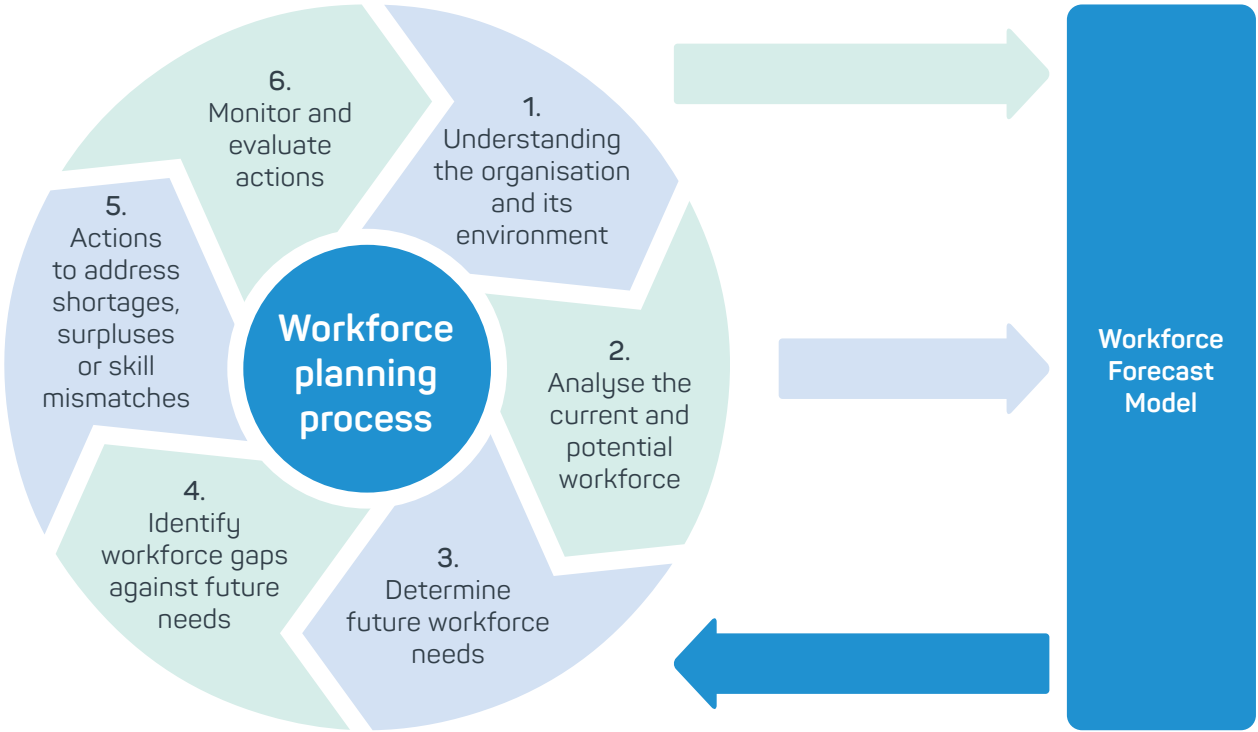 6.
Monitor and
evaluate
actions
1.
Understanding
the organisation
and its
environment
5.
Actions
to address
shortages,
surpluses
or skill
mismatches
Workforce
planning
process
2.
Analyse the
current and
potential
workforce
4.
Identify
workforce gaps
against future
needs
3.
Determine
future workforce
needs
Workforce
Forecast
Model